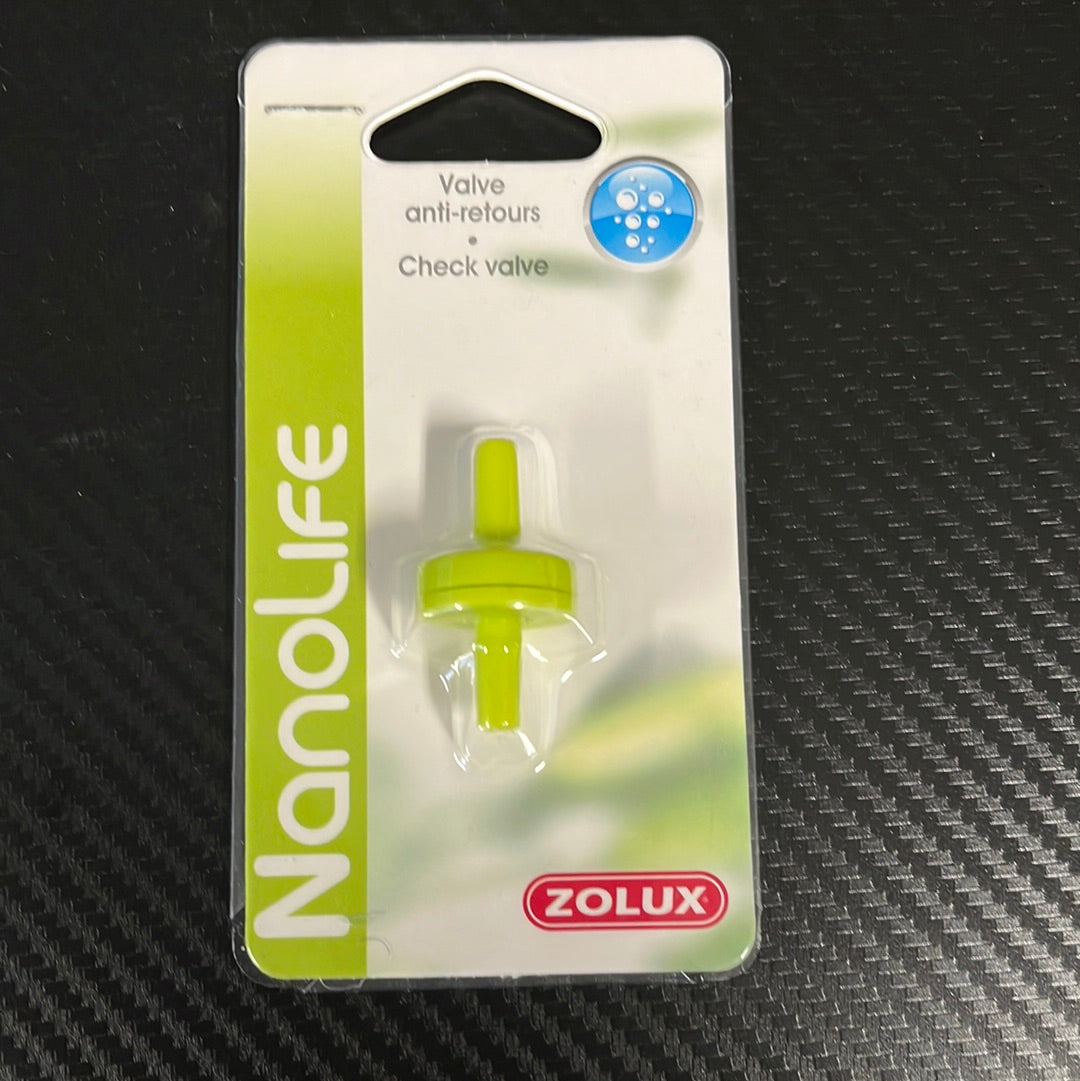 Valve
anti-retours
•
Check valve
NanoLife
ZOLUX